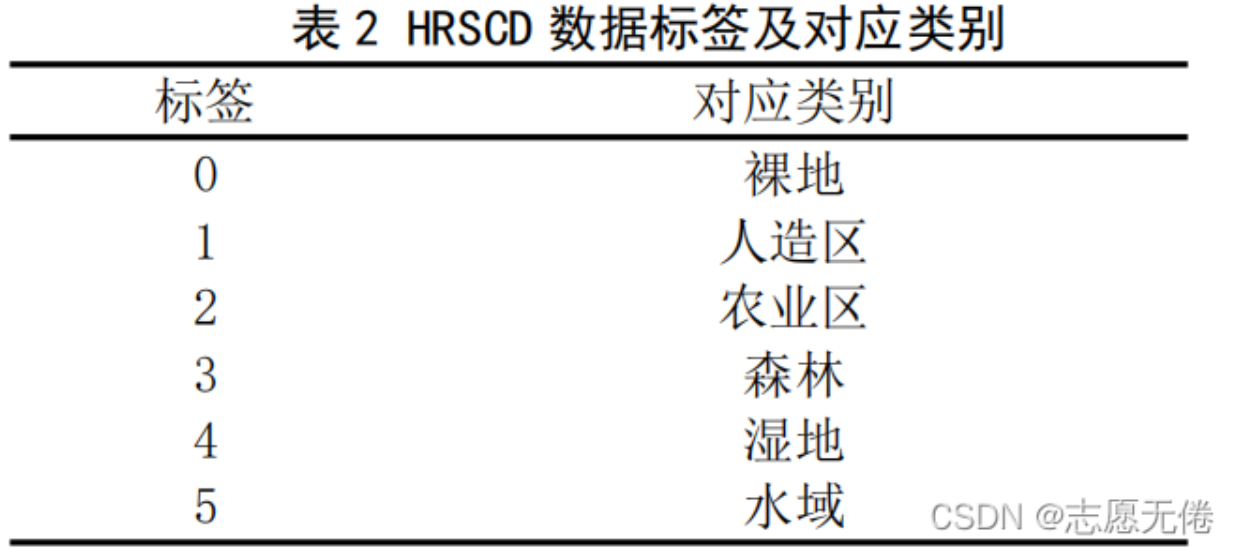 表 2 HRSCD 数据标签及对应类别
标签 对应类别
0 裸地
1 人造区
2 农业区
3 森林
4 湿地
5 水域
CSDN @志愿无倦